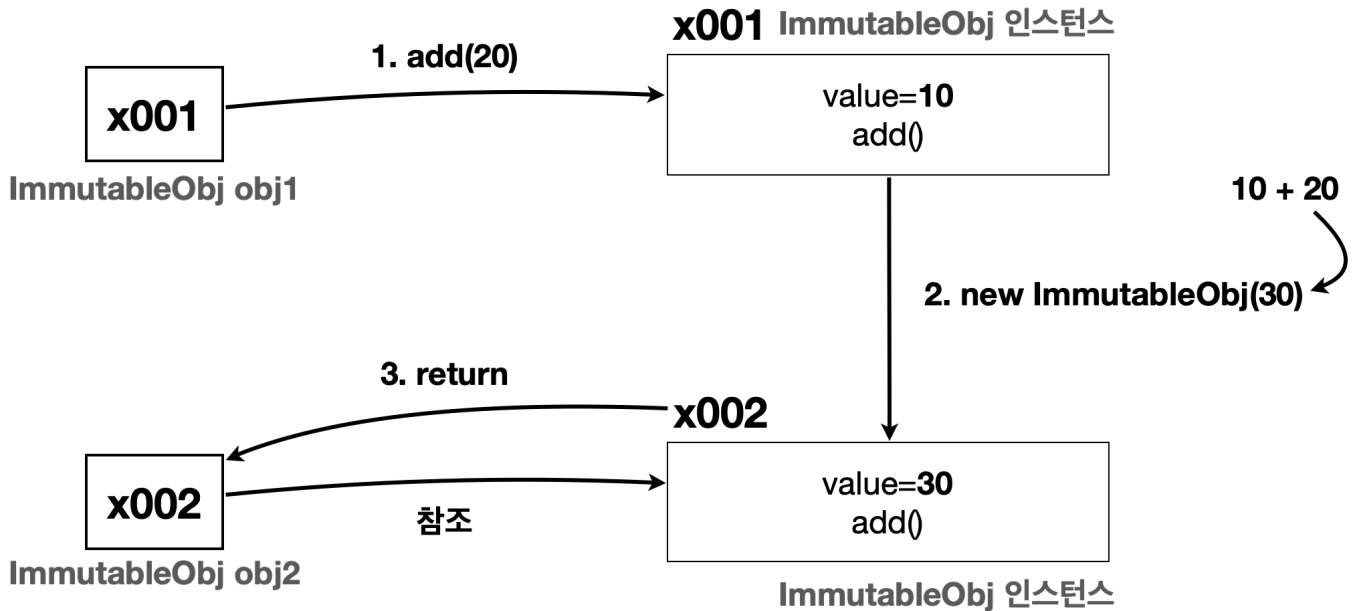 x001 ImmutableObj 인스턴스
1. add(20)
value=10
add()
x001
ImmutableObj obj1
10 + 20
2. new ImmutableObj(30)
3. return
x002
value=30
add()
x002
참조
ImmutableObj obj2
ImmutableObj 인스턴스